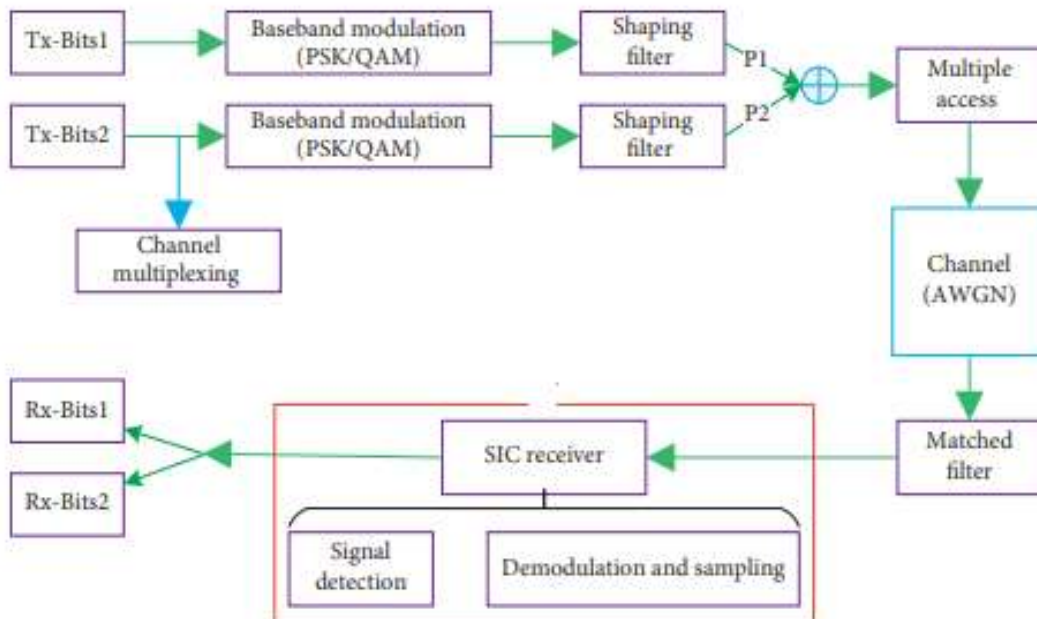 Tx-Bits1
Baseband modulation
(PSK/QAM)
Shaping
filter
P1
Multiple
access
Tx-Bits2
Baseband modulation
(PSK/QAM)
Shaping
filter
P2
Channel
multiplexing
Channel
(AWGN)
Rx-Bits1
Rx-Bits2
SIC receiver
Matched
filter
Signal
detection
Demodulation and sampling